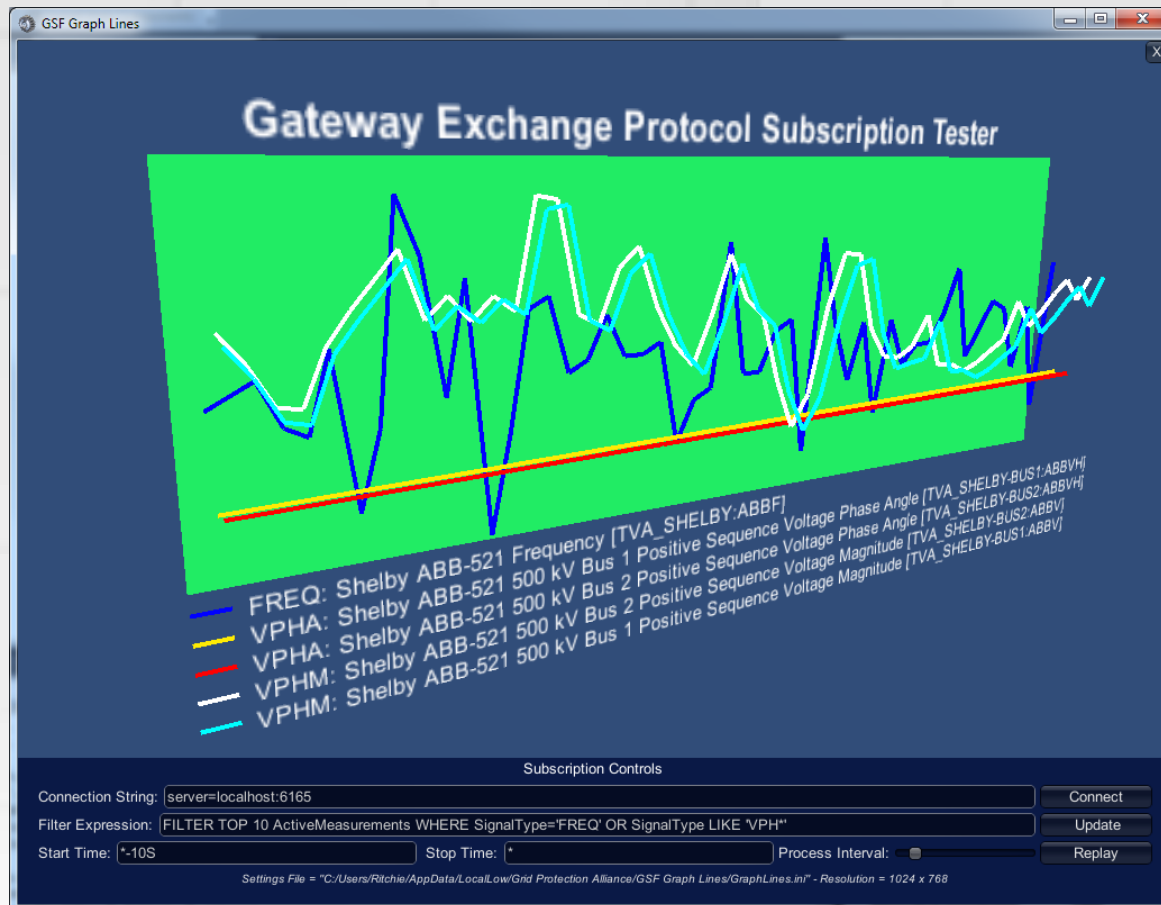 GSF Graph Lines
X
Gateway Exchange Protocol Subscription Tester
FREQ: Shelby ABB-521 Frequency [TVA_SHELBY:ABBF]
VPHA: Shelby ABB-521 500 kV Bus 1 Positive Sequence Voltage Phase Angle [TVA_SHELBY-BUS1:ABBVH]
VPHA: Shelby ABB-521 500 kV Bus 2 Positive Sequence Voltage Phase Angle [TVA_SHELBY-BUS2:ABBVH]
VPHM: Shelby ABB-521 500 kV Bus 2 Positive Sequence Voltage Magnitude [TVA_SHELBY-BUS2:ABBV]
VPHM: Shelby ABB-521 500 kV Bus 1 Positive Sequence Voltage Magnitude [TVA_SHELBY-BUS1:ABBV]
Subscription Controls
Connection String: server=localhost:6165 Connect
Filter Expression: FILTER TOP 10 ActiveMeasurements WHERE SignalType='FREQ' OR SignalType LIKE 'VPH*' Update
Start Time: *-10S Stop Time: * Process Interval: Replay
Settings File = "C:/Users/Ritchie/AppData/LocalLow/Grid Protection Alliance/GSF Graph Lines/GraphLines.ini" - Resolution = 1024 x 768